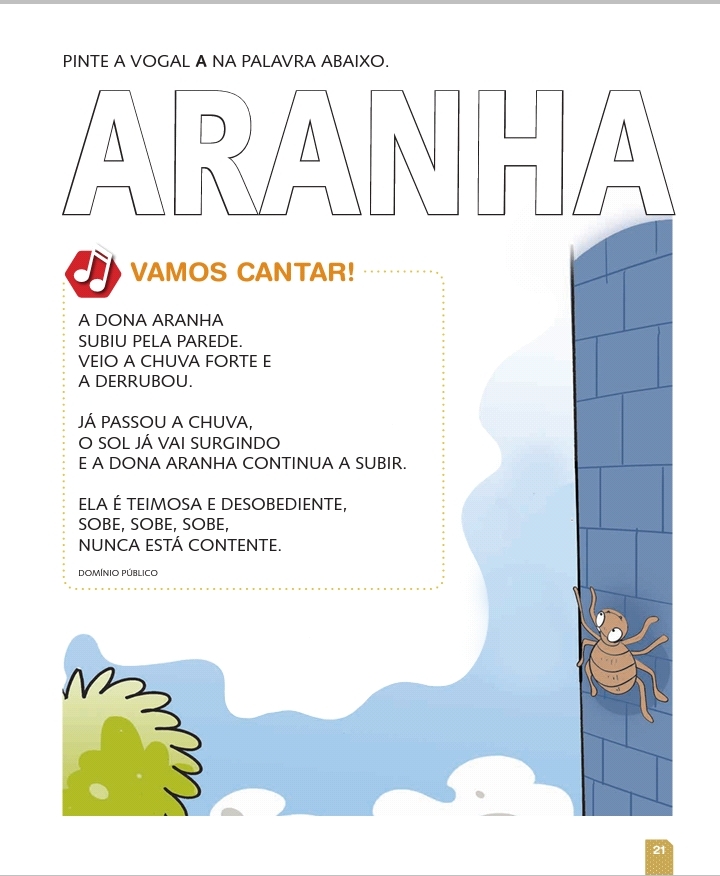 PINTE A VOGAL A NA PALAVRA ABAIXO.
ARANHA
VAMOS CANTAR!
A DONA ARANHA
SUBIU PELA PAREDE.
VEIO A CHUVA FORTE E
A DERRUBOU.
JÁ PASSOU A CHUVA,
O SOL JÁ VAI SURGINDO
E A DONA ARANHA CONTINUA A SUBIR.
ELA É TEIMOSA E DESOBEDIENTE,
SOBE, SOBE, SOBE,
NUNCA ESTÁ CONTENTE.
DOMÍNIO PÚBLICO
21